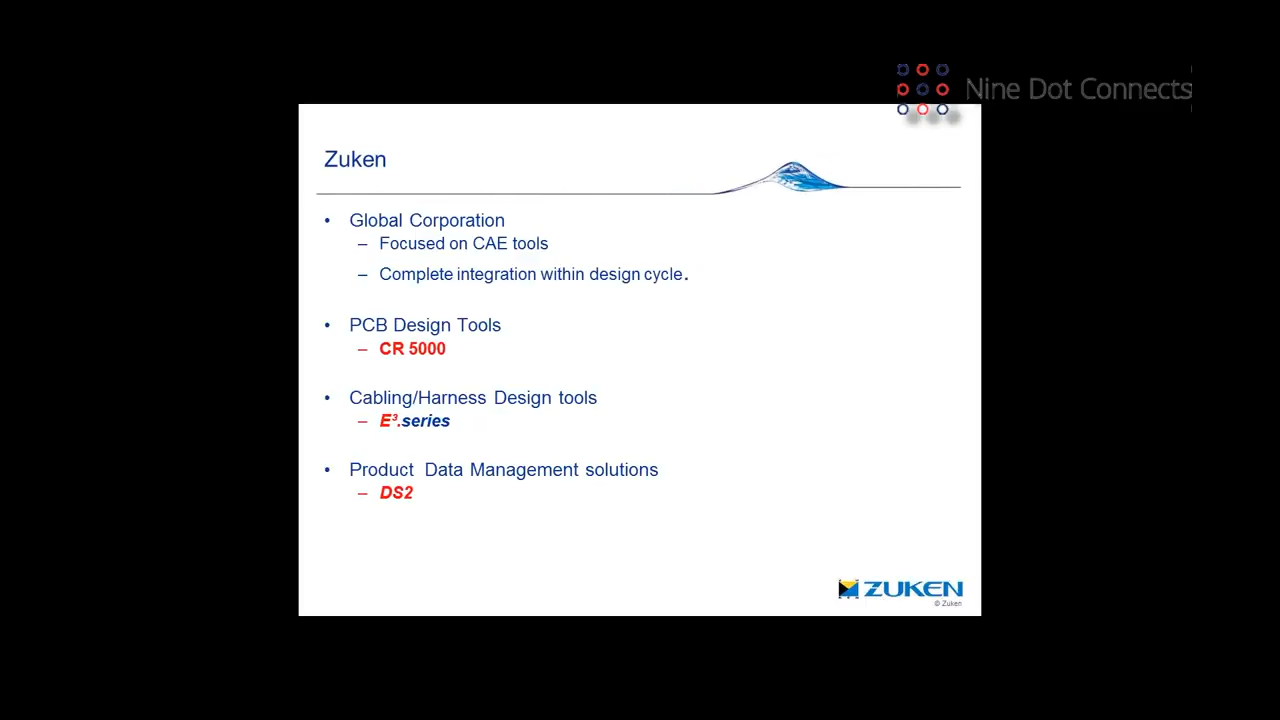 Nine Dot Connects
Zuken
• Global Corporation
– Focused on CAE tools
– Complete integration within design cycle.
• PCB Design Tools
– CR 5000
• Cabling/Harness Design tools
– E³.series
• Product Data Management solutions
– DS2
ZUKEN
© Zuken